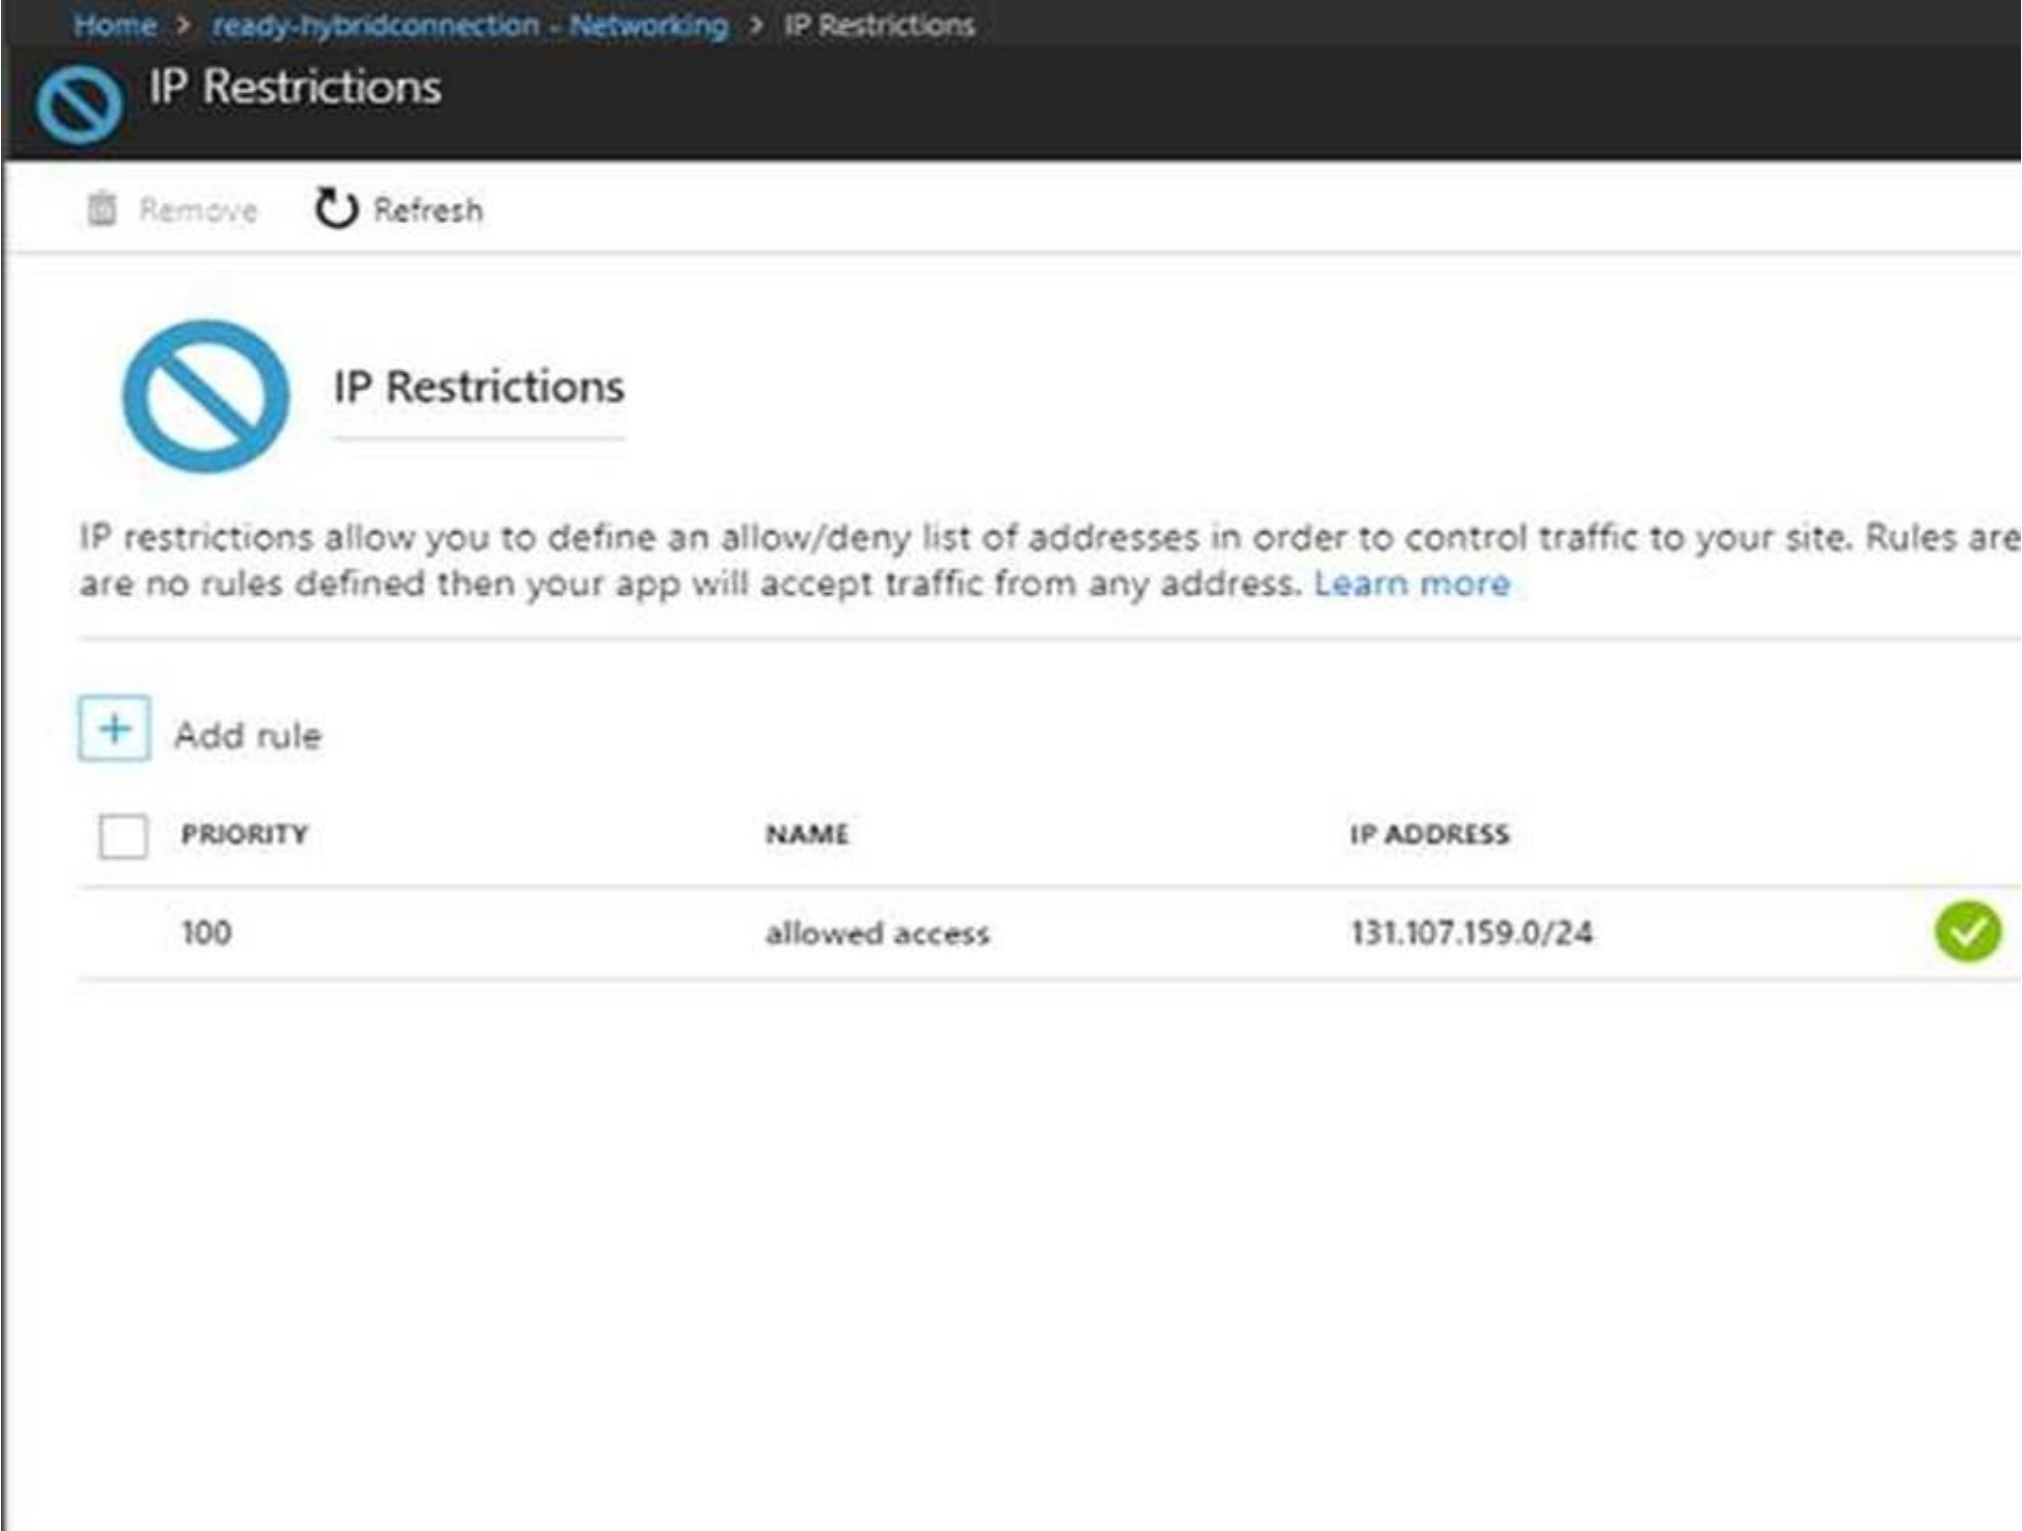 Home > ready-hybridconnection - Networking > IP Restrictions
IP Restrictions
Remove Refresh
IP Restrictions
IP restrictions allow you to define an allow/deny list of addresses in order to control traffic to your site. Rules are
are no rules defined then your app will accept traffic from any address. Learn more
+ Add rule
PRIORITY NAME IP ADDRESS
100 allowed access 131.107.159.0/24